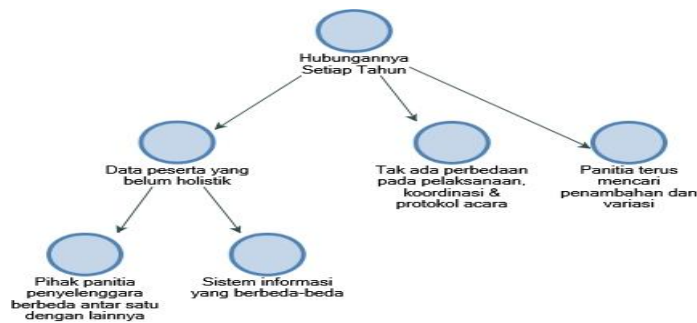 Hubungannya
Setiap Tahun
Data peserta yang
belum holistik
Tak ada perbedaan
pada pelaksanaan,
koordinasi &
protokol acara
Panitia terus
mencari
penambahan dan
variasi
Pihak panitia
penyelenggara
berbeda antar satu
dengan lainnya
Sistem informasi
yang berbeda-beda